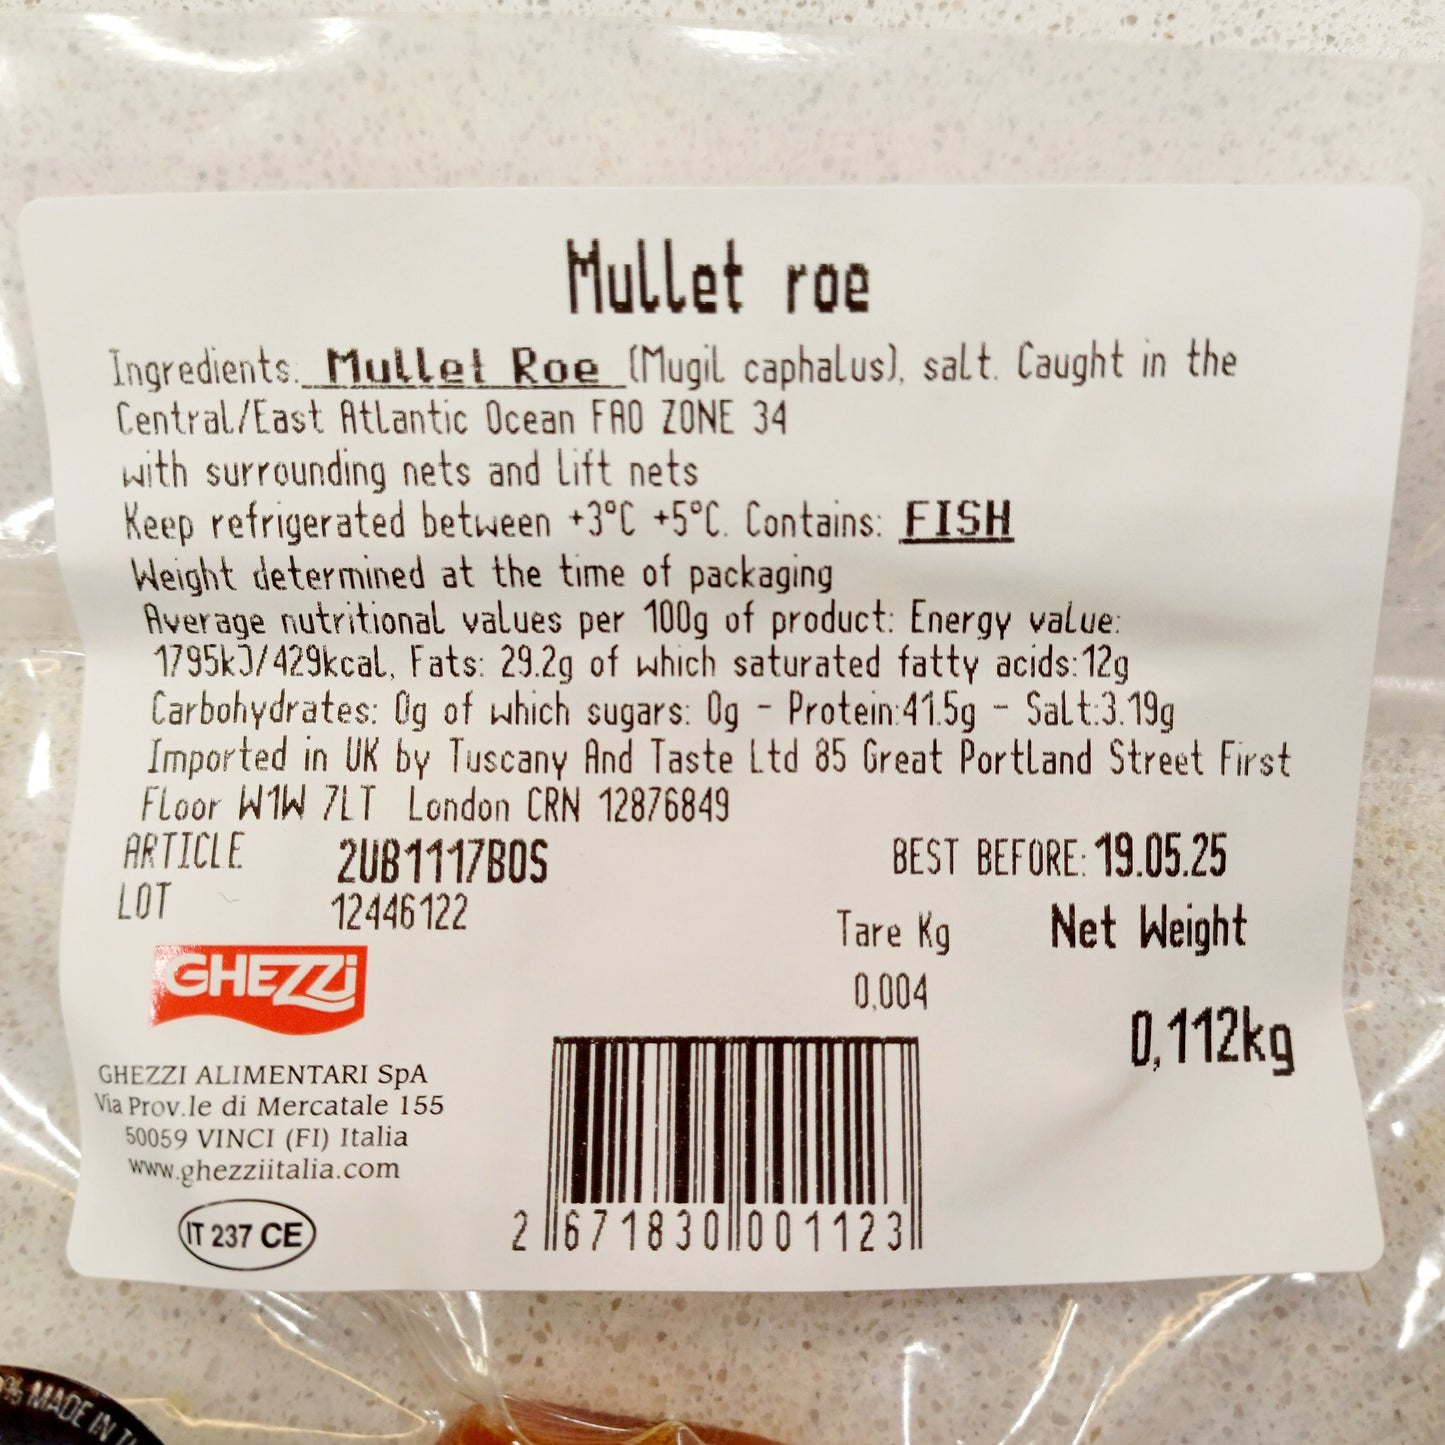 Mullet roe
Ingredients: Mullet Roe (Mugil caphalus), salt. Caught in the
Central/East Atlantic Ocean FAO ZONE 34
with surrounding nets and lift nets
Keep refrigerated between +3°C +5°C. Contains: FISH
Weight determined at the time of packaging
Average nutritional values per 100g of product: Energy value:
1795kJ/429kcal, Fats: 29.2g of which saturated fatty acids:12g
Carbohydrates: 0g of which sugars: 0g - Protein:41.5g - Salt:3.19g
Imported in UK by Tuscany And Taste Ltd 85 Great Portland Street First
Floor W1W 7LT London CRN 12876849
ARTICLE 2UB1117BOS BEST BEFORE: 19.05.25
LOT 12446122
Tare Kg Net Weight
0,004
0,112kg
GHEZZi
GHEZZI ALIMENTARI SpA
Via Prov.le di Mercatale 155
50059 VINCI (FI) Italia
www.ghezziitalia.com
IT 237 CE
2 671830 001123
% MADE IN